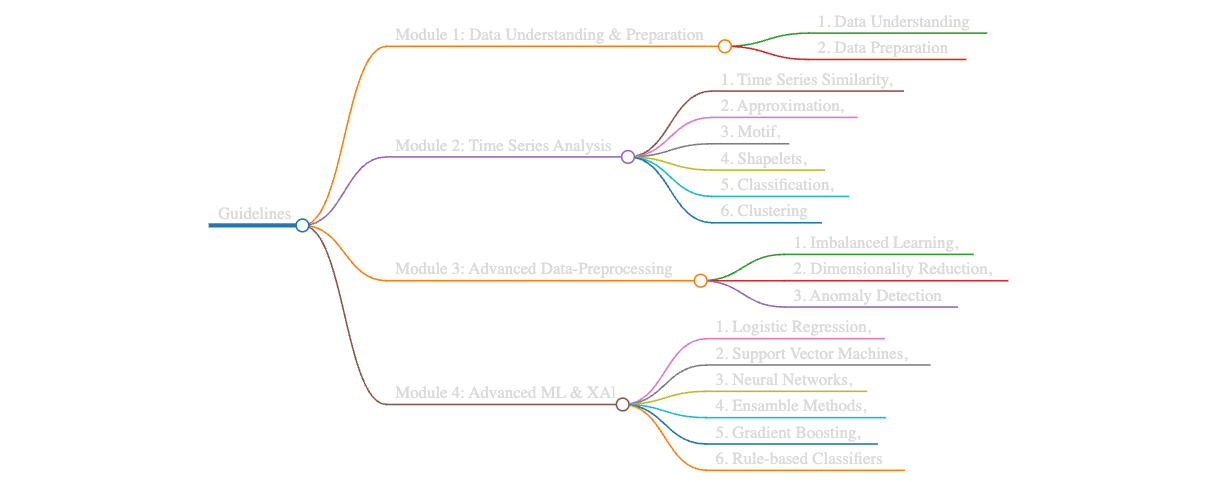 Guidelines
Module 1: Data Understanding & Preparation
1. Data Understanding
2. Data Preparation
Module 2: Time Series Analysis
1. Time Series Similarity,
2. Approximation,
3. Motif,
4. Shapelets,
5. Classification,
6. Clustering
Module 3: Advanced Data-Preprocessing
1. Imbalanced Learning,
2. Dimensionality Reduction,
3. Anomaly Detection
Module 4: Advanced ML & XAI
1. Logistic Regression,
2. Support Vector Machines,
3. Neural Networks,
4. Ensamble Methods,
5. Gradient Boosting,
6. Rule-based Classifiers